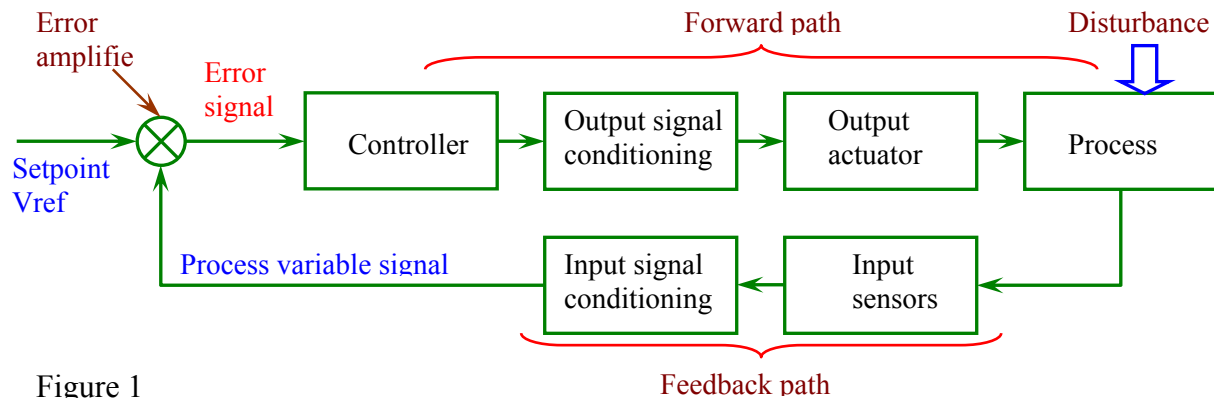 Forward path
Disturbance
Error
amplifie
Error
signal
Controller
Output signal
conditioning
Output
actuator
Process
Setpoint
Vref
Process variable signal
Input signal
conditioning
Input
sensors
Feedback path
Figure 1